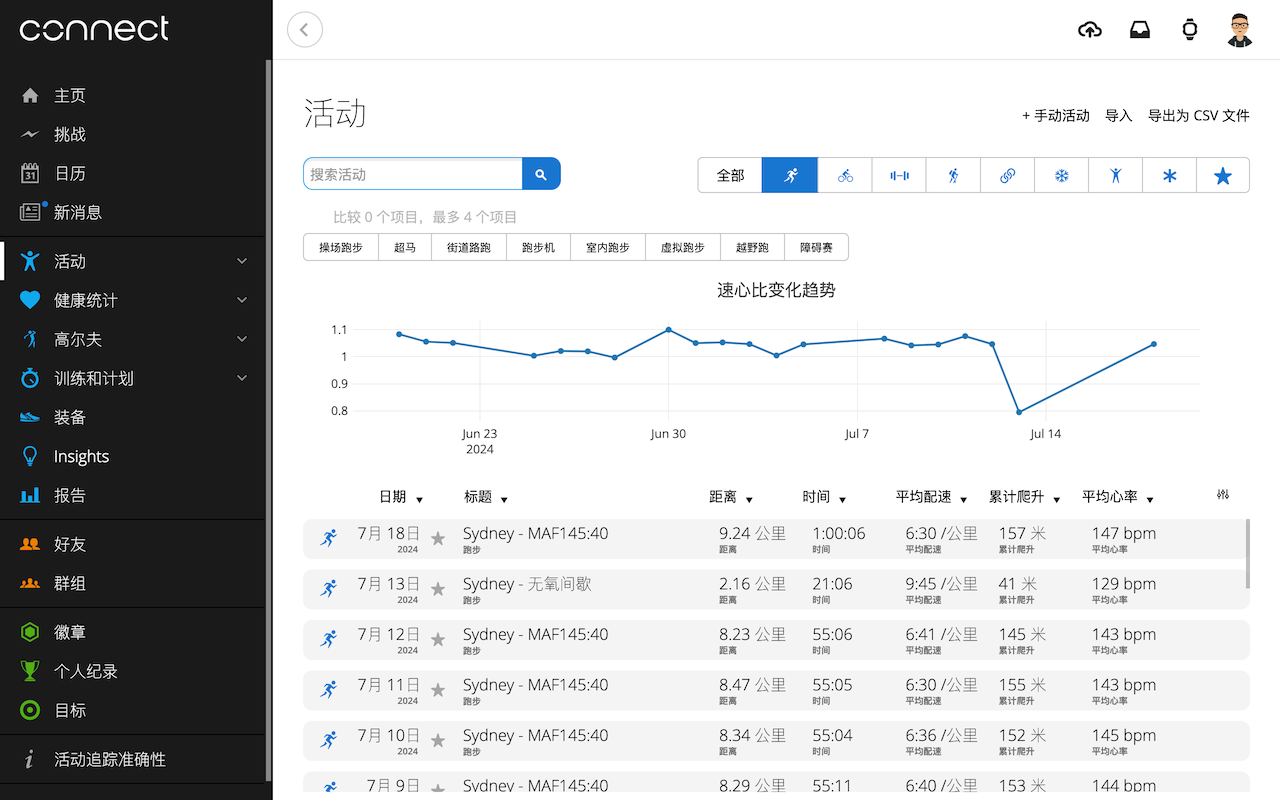 connect
主页
挑战
31
日历
新消息
活动
健康统计
高尔夫
训练和计划
装备
Insights
报告
好友
群组
徽章
个人纪录
目标
i 活动追踪准确性
活动
+ 手动活动 导入 导出为 CSV 文件
搜索活动
全部
比较 0 个项目，最多 4 个项目
操场跑步 超马 街道路跑 跑步机 室内跑步 虚拟跑步 越野跑 障碍赛
速心比变化趋势
1.1
1
0.9
0.8
Jun 23 Jun 30 Jul 7 Jul 14
2024
日期 标题 距离 时间 平均配速 累计爬升 平均心率
7月 18日 Sydney - MAF145:40 9.24 公里 1:00:06 6:30 /公里 157 米 147 bpm
2024 跑步 距离 时间 平均配速 累计爬升 平均心率
7月 13日 Sydney - 无氧间歇 2.16 公里 21:06 9:45 /公里 41 米 129 bpm
2024 跑步 距离 时间 平均配速 累计爬升 平均心率
7月 12日 Sydney - MAF145:40 8.23 公里 55:06 6:41 /公里 145 米 143 bpm
2024 跑步 距离 时间 平均配速 累计爬升 平均心率
7月 11日 Sydney - MAF145:40 8.47 公里 55:05 6:30 /公里 155 米 143 bpm
2024 跑步 距离 时间 平均配速 累计爬升 平均心率
7月 10日 Sydney - MAF145:40 8.34 公里 55:04 6:36 /公里 152 米 145 bpm
2024 跑步 距离 时间 平均配速 累计爬升 平均心率
7月 9日 Sydney - MAF145:40 8.29 公里 55:11 6:40 /公里 153 米 144 bpm